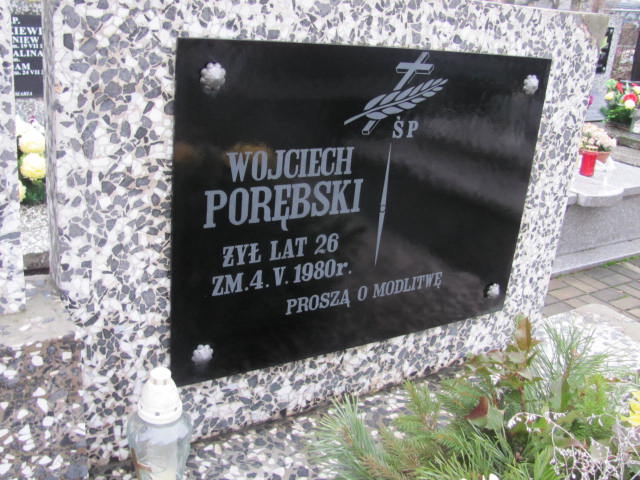 ŚP
WOJCIECH
PORĘBSKI
ŻYŁ LAT 26
ZM. 4. V. 1980r.
PROSZĄ O MODLITWĘ